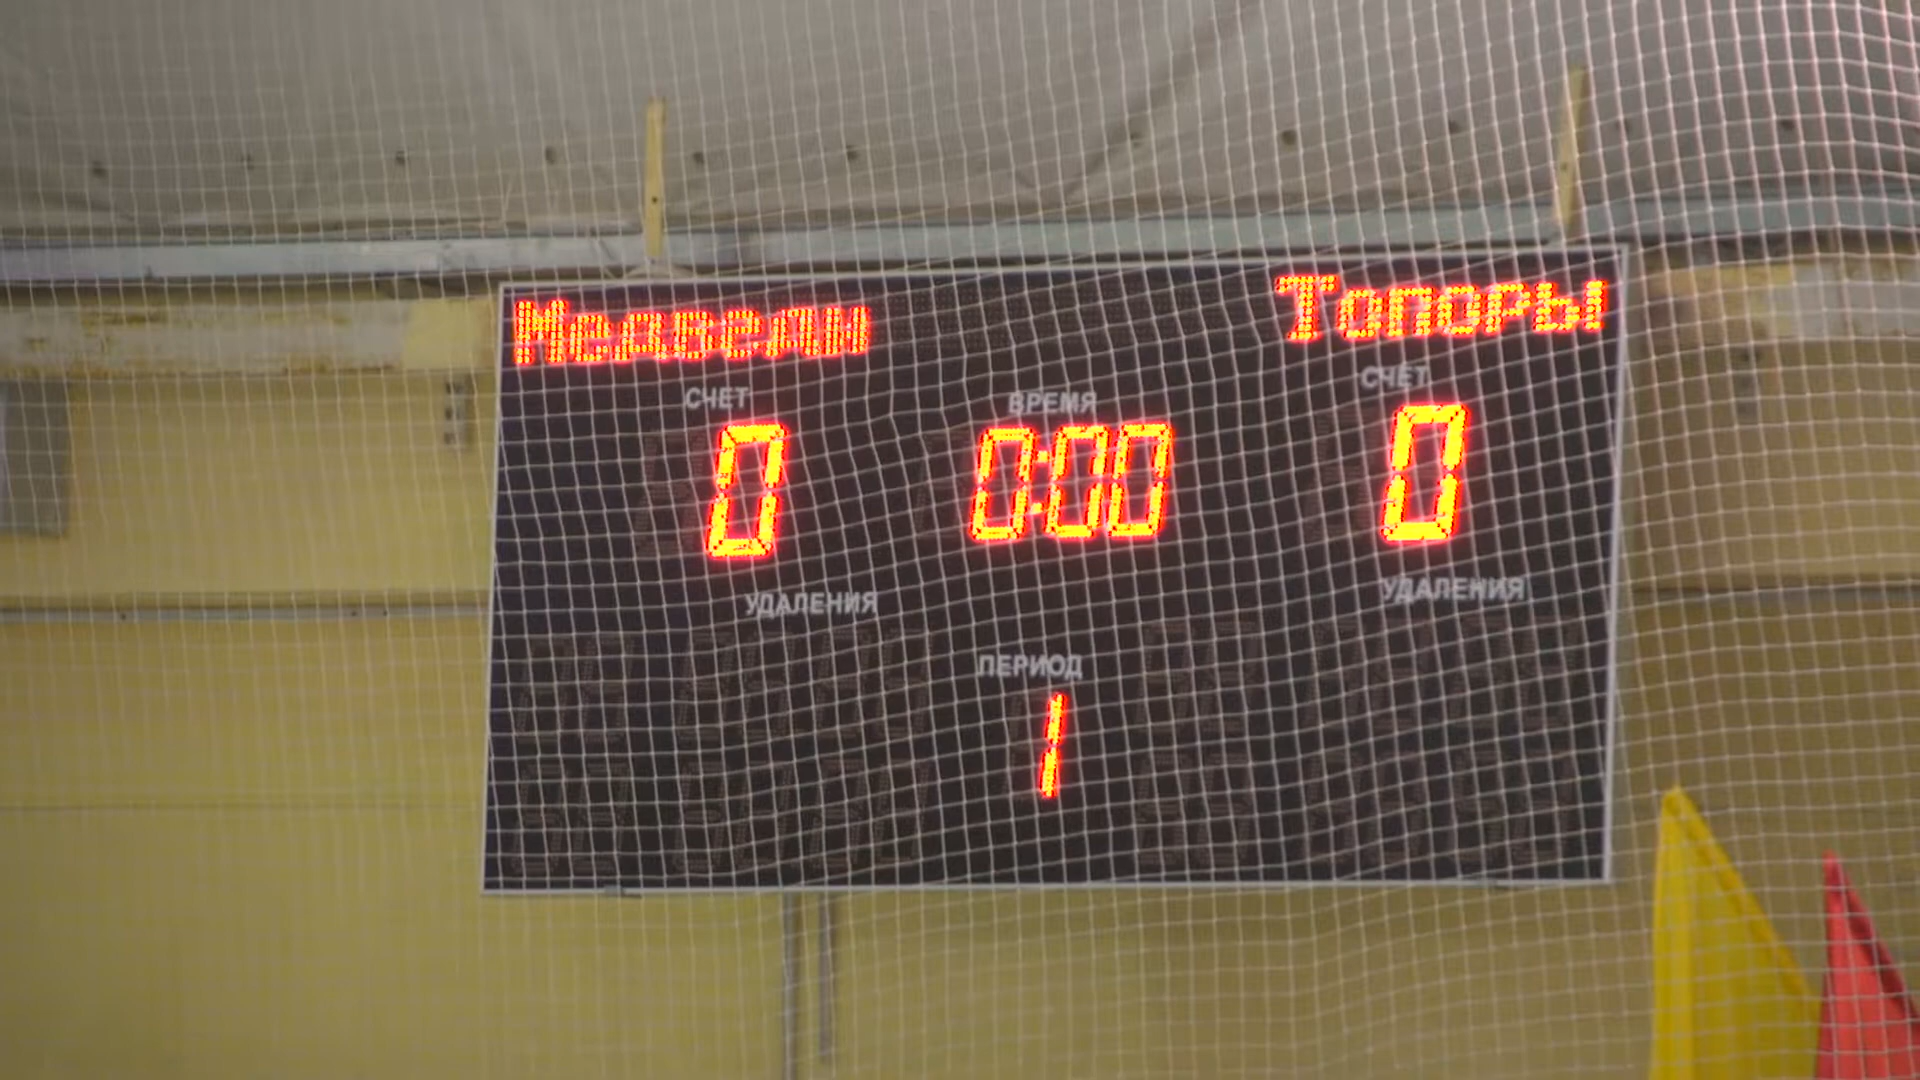 Медведи Топоры
СЧЕТ ВРЕМЯ СЧЕТ
0 0:00 0
УДАЛЕНИЯ УДАЛЕНИЯ
ПЕРИОД
1